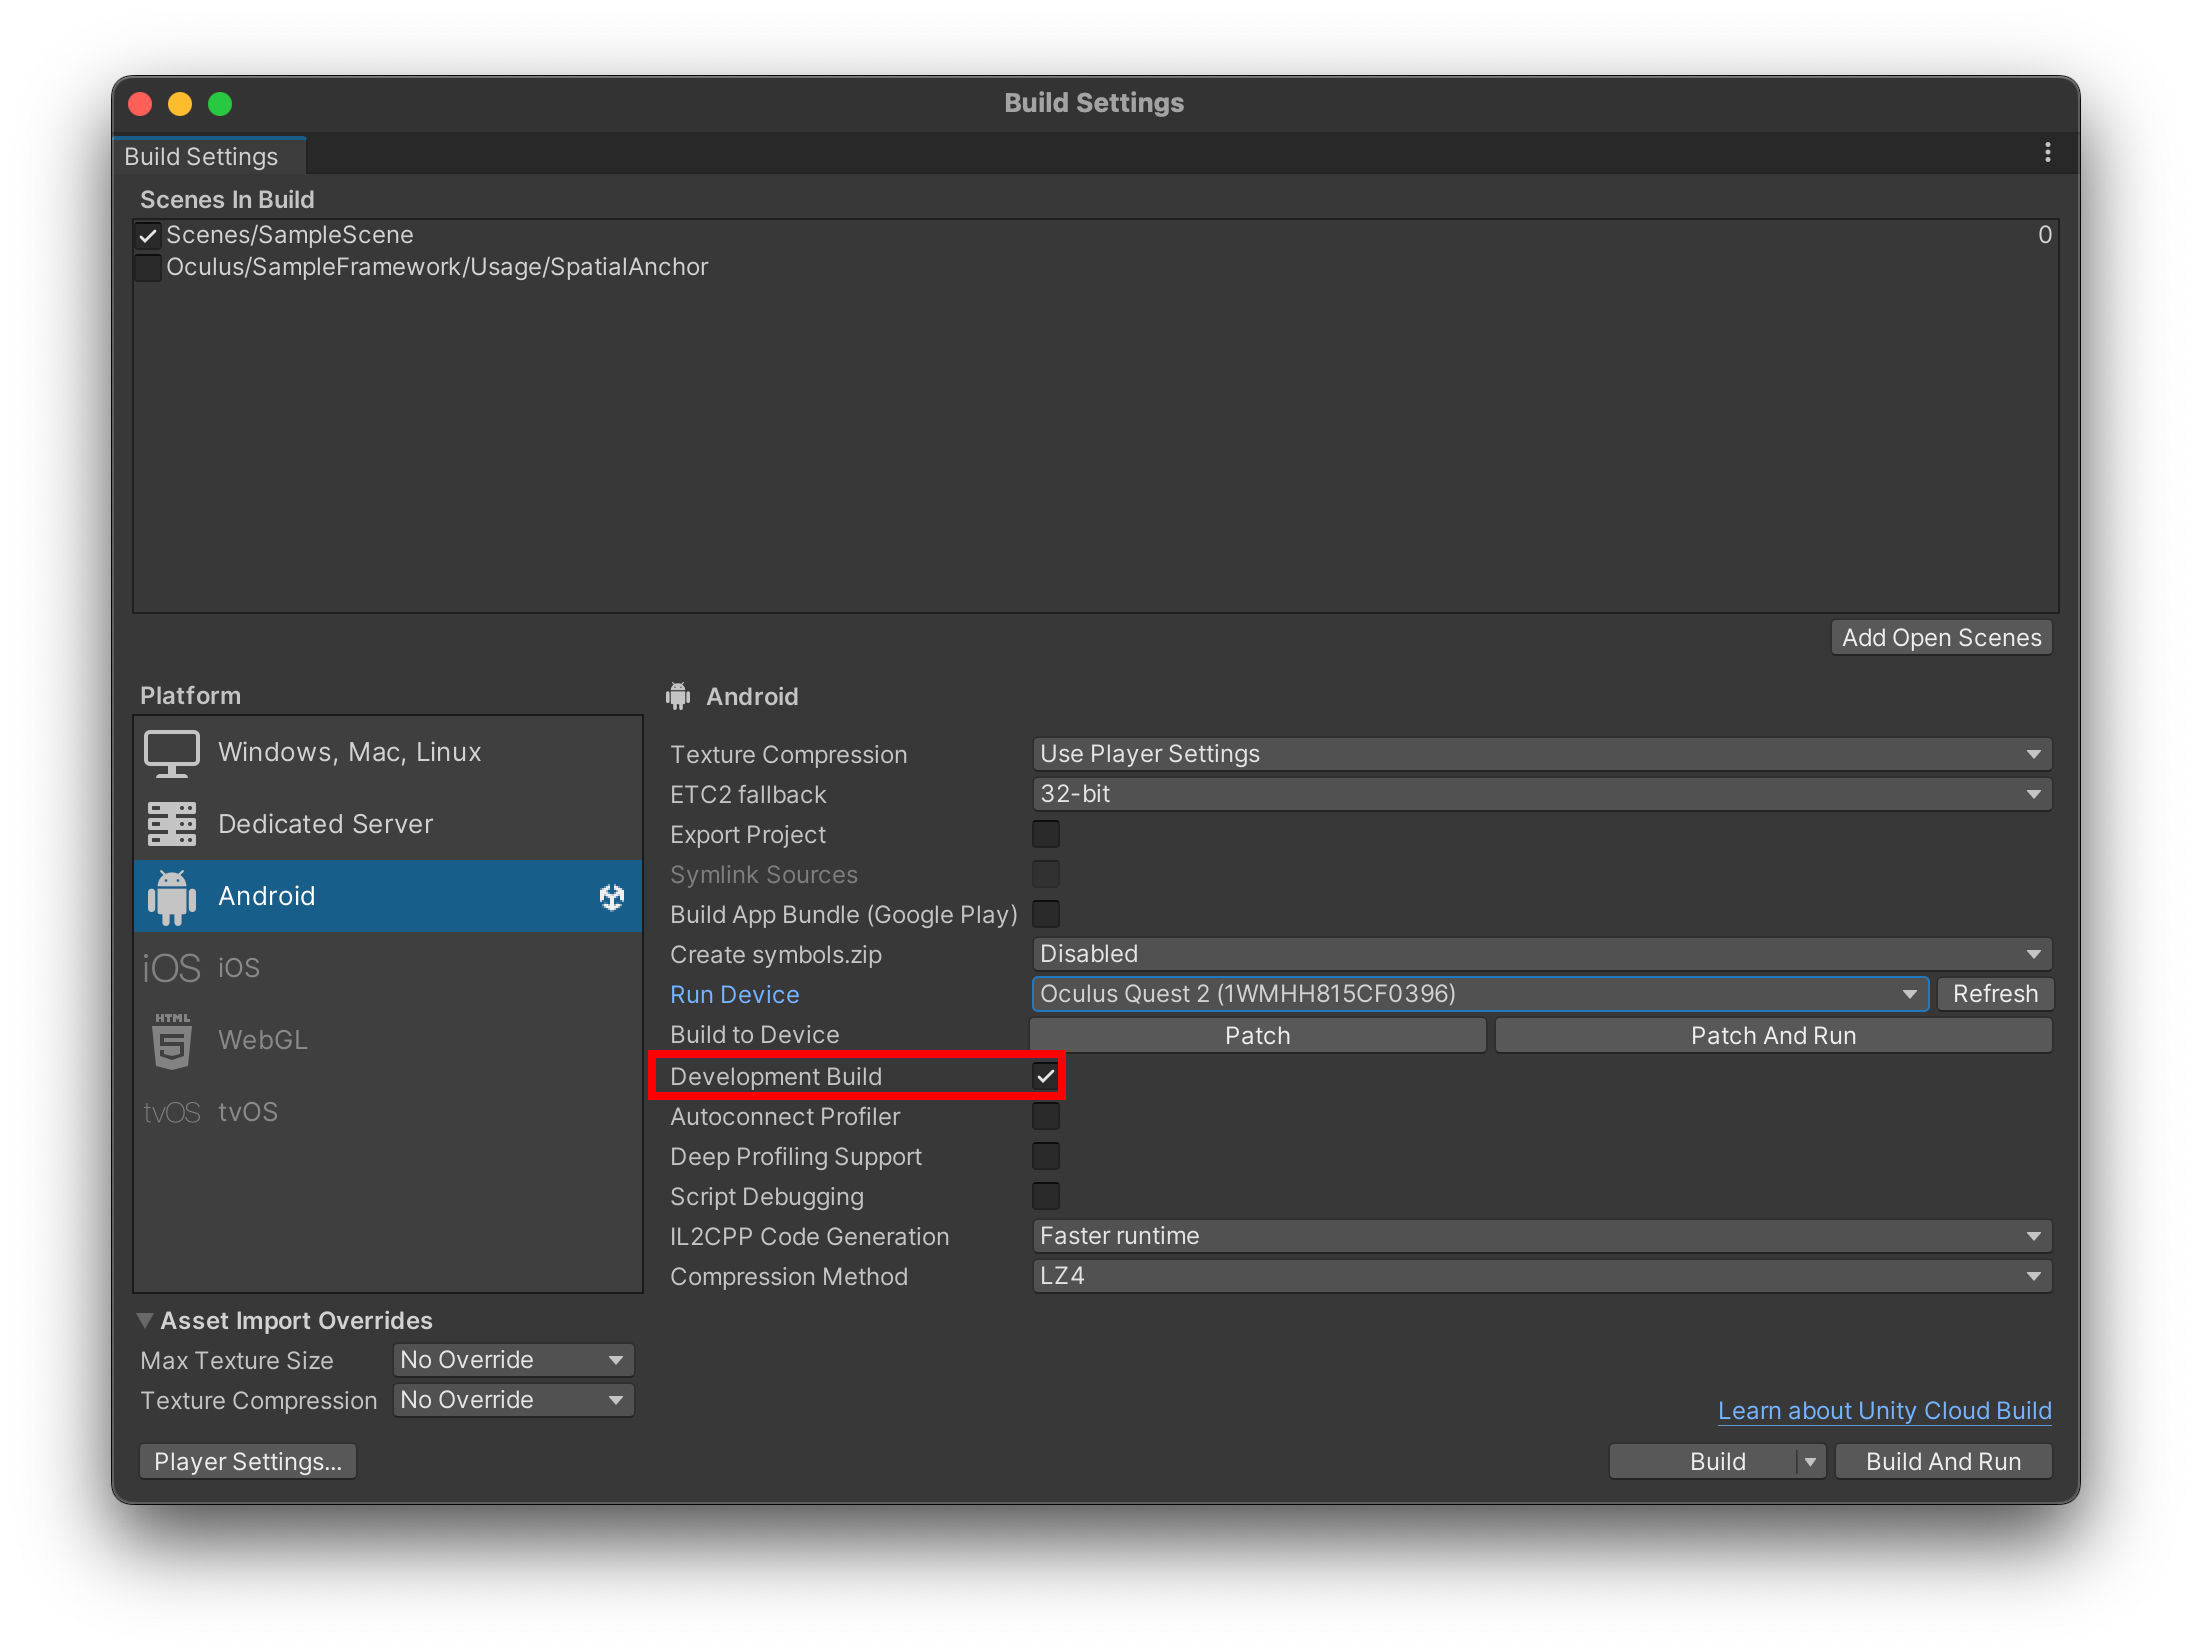 Build Settings
Build Settings
Scenes In Build
Scenes/SampleScene 0
Oculus/SampleFramework/Usage/SpatialAnchor
Add Open Scenes
Platform
Windows, Mac, Linux
Dedicated Server
Android
iOS iOS
HTML 5 WebGL
tvOS tvOS
Android
Texture Compression Use Player Settings
ETC2 fallback 32-bit
Export Project
Symlink Sources
Build App Bundle (Google Play)
Create symbols.zip Disabled
Run Device Oculus Quest 2 (1WMHH815CF0396) Refresh
Build to Device Patch Patch And Run
Development Build
Autoconnect Profiler
Deep Profiling Support
Script Debugging
IL2CPP Code Generation Faster runtime
Compression Method LZ4
Asset Import Overrides
Max Texture Size No Override
Texture Compression No Override
Learn about Unity Cloud Build
Player Settings... Build Build And Run